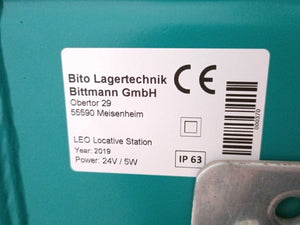 Bito Lagertechnik
Bittmann GmbH
Obertor 29
55590 Meisenheim
CE
LEO Locative Station
Year: 2019
Power: 24V / 5W
IP 63
000370